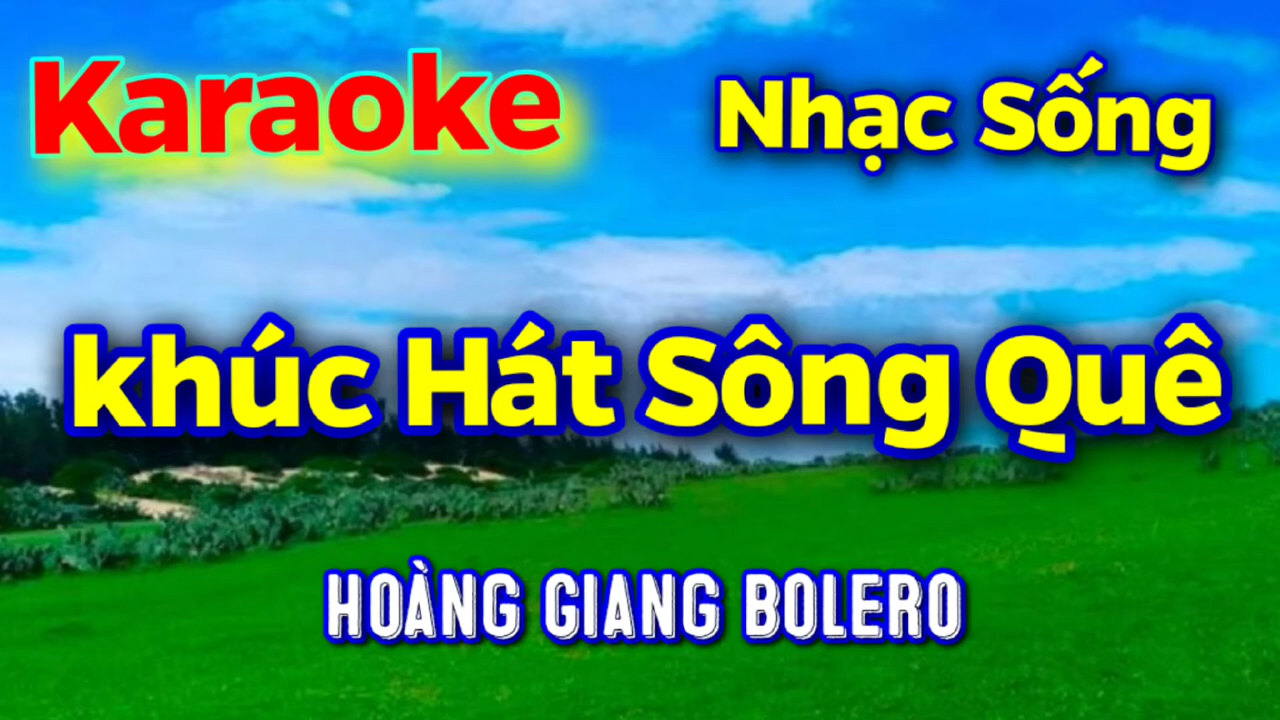 Karaoke Nhạc Sống
khúc Hát Sông Quê
HOÀNG GIANG BOLERO